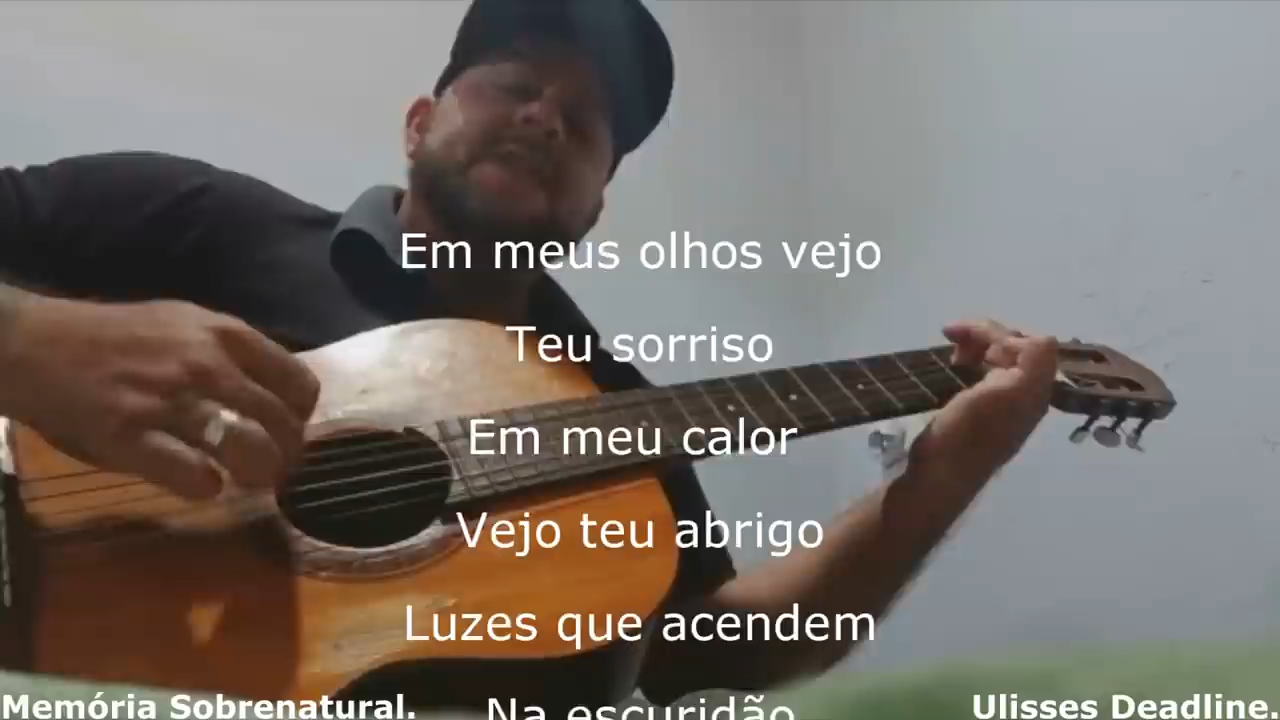 Em meus olhos vejo
Teu sorriso
Em meu calor
Vejo teu abrigo
Luzes que acendem
Na escuridão
Memória Sobrenatural.
Ulisses Deadline.